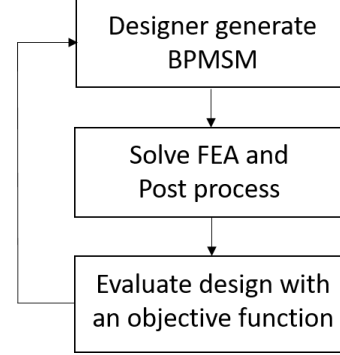 Designer generate
BPMSM
Solve FEA and
Post process
Evaluate design with
an objective function